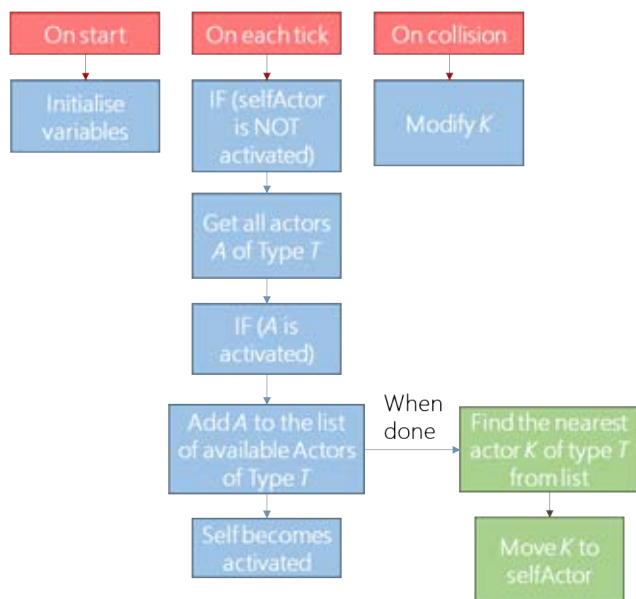 On start
On each tick
On collision
Initialise
variables
IF (selfActor
is NOT
activated)
Modify K
Get all actors
A of Type T
IF (A is
activated)
Add A to the list
of available Actors
of Type T
When
done
Find the nearest
actor K of type T
from list
Self becomes
activated
Move K to
selfActor